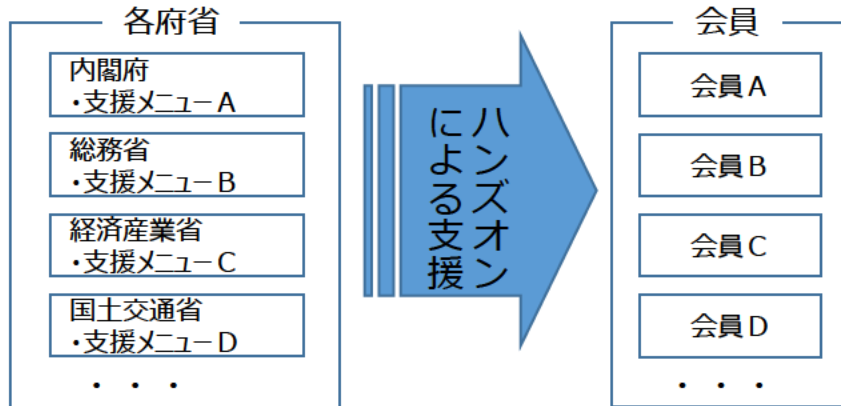 各府省
内閣府
・支援メニューA
総務省
・支援メニューB
経済産業省
・支援メニューC
国土交通省
・支援メニューD
・・・
ハンズオン
による支援
会員
会員A
会員B
会員C
会員D
・・・